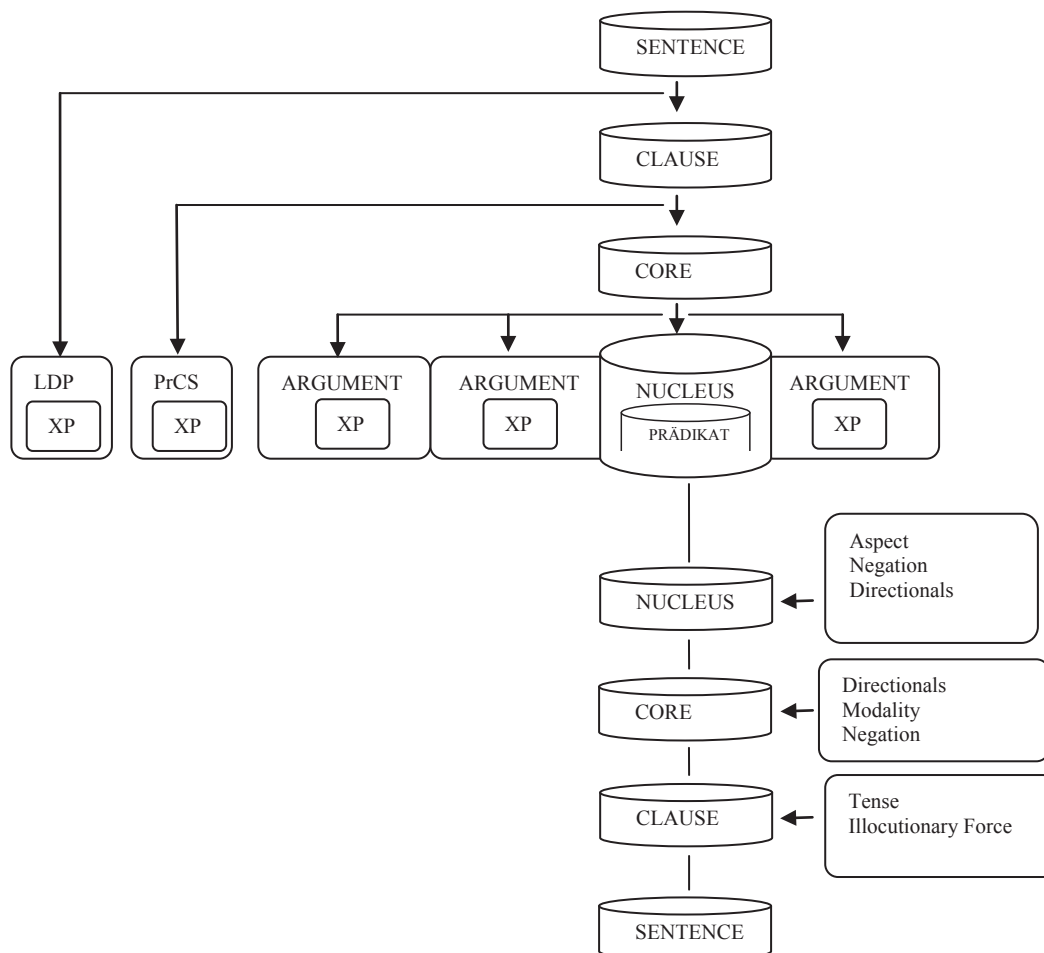 SENTENCE
CLAUSE
CORE
LDP
XP
PrCS
XP
ARGUMENT
XP
ARGUMENT
XP
NUCLEUS
PRÄDIKAT
ARGUMENT
XP
NUCLEUS
Aspect
Negation
Directionals
CORE
Directionals
Modality
Negation
CLAUSE
Tense
Illocutionary Force
SENTENCE